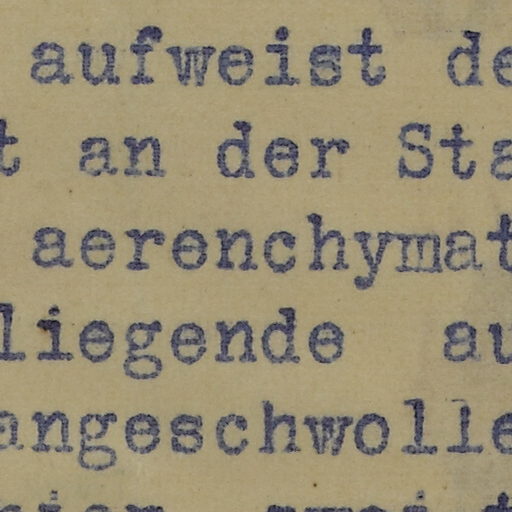 aufweist de
t an der Sta
aerenchymat
liegende au
angeschwolle